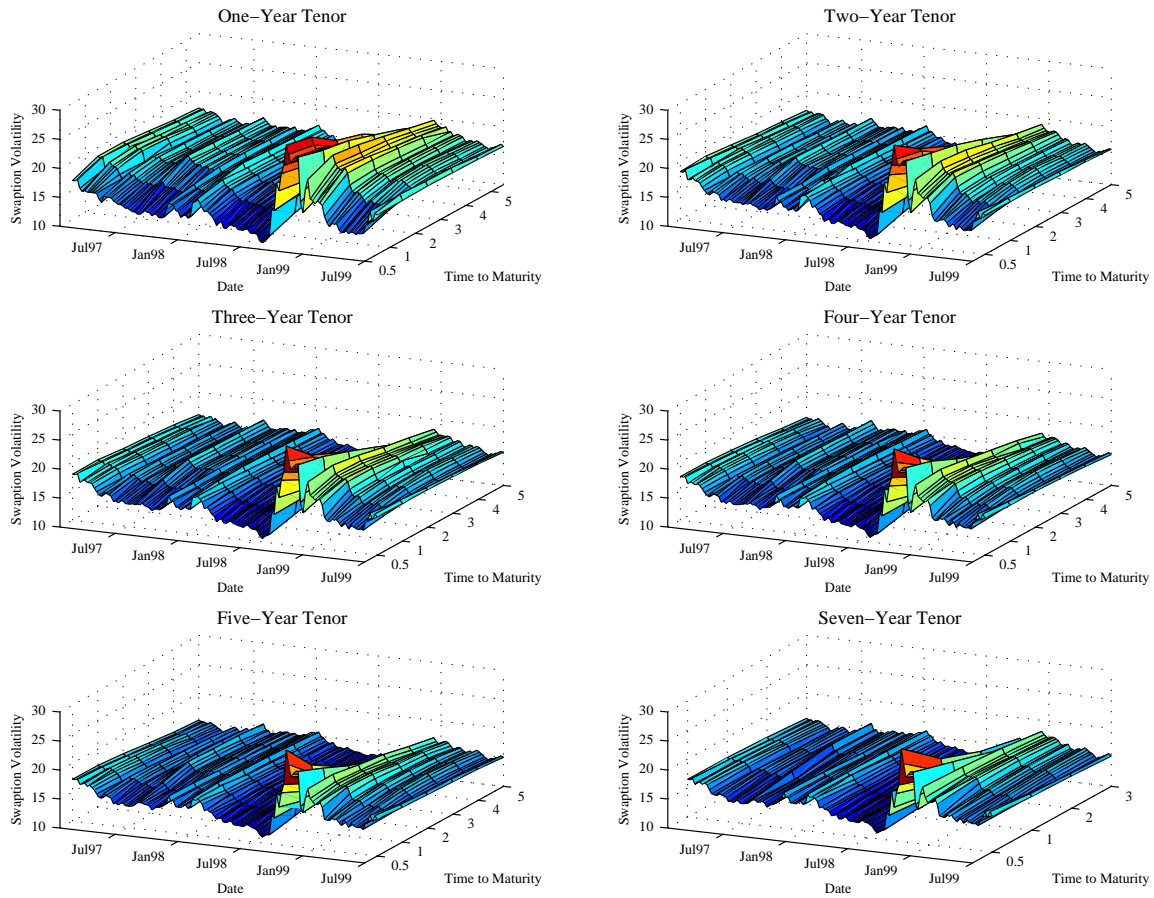 One−Year Tenor
30
25
20
15
10
Swaption Volatility
Jul97
Jan98
Jul98
Jan99
Jul99
Date
0.5
1
2
3
4
5
Time to Maturity
Two−Year Tenor
30
25
20
15
10
Swaption Volatility
Jul97
Jan98
Jul98
Jan99
Jul99
Date
0.5
1
2
3
4
5
Time to Maturity
Three−Year Tenor
30
25
20
15
10
Swaption Volatility
Jul97
Jan98
Jul98
Jan99
Jul99
Date
0.5
1
2
3
4
5
Time to Maturity
Four−Year Tenor
30
25
20
15
10
Swaption Volatility
Jul97
Jan98
Jul98
Jan99
Jul99
Date
0.5
1
2
3
4
5
Time to Maturity
Five−Year Tenor
30
25
20
15
10
Swaption Volatility
Jul97
Jan98
Jul98
Jan99
Jul99
Date
0.5
1
2
3
4
5
Time to Maturity
Seven−Year Tenor
30
25
20
15
10
Swaption Volatility
Jul97
Jan98
Jul98
Jan99
Jul99
Date
0.5
1
2
3
Time to Maturity